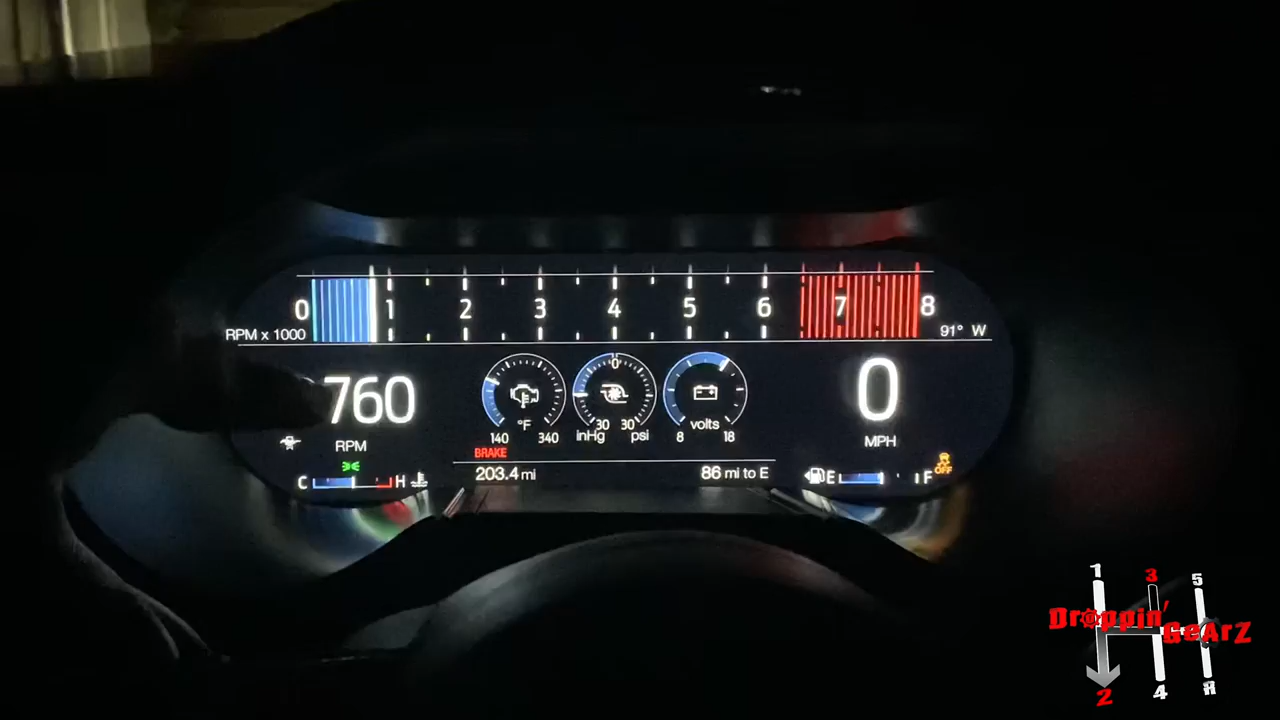 0 1 2 3 4 5 6 7 8
RPM x 1000
91° W
760
RPM
0
°F
140 340
30 30
inHg psi
volts
8 18
0
MPH
BRAKE
203.4 mi
86 mi to E
C H
E F
OFF
1 3 5
Droppin'
GeArZ
2 4 R